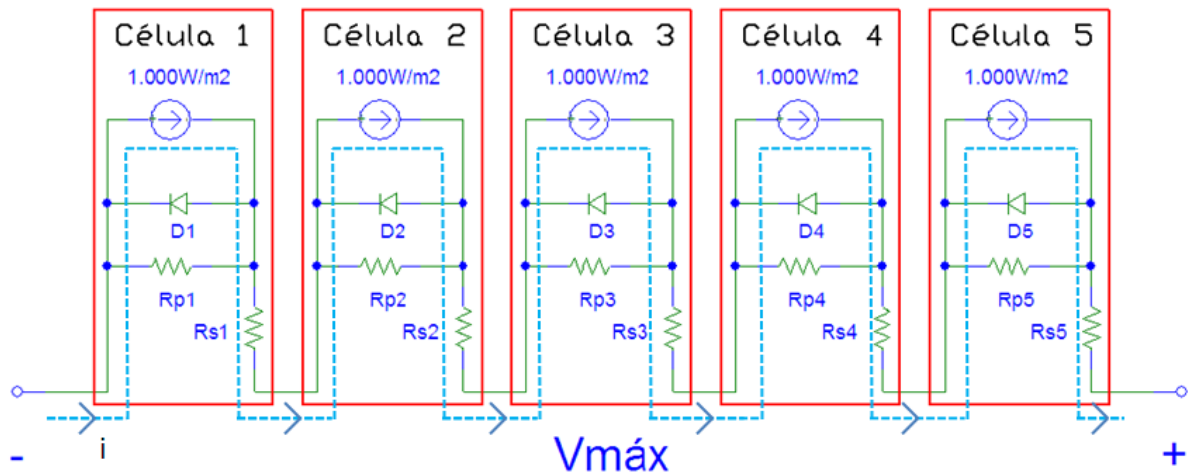 Célula 1 Célula 2 Célula 3 Célula 4 Célula 5
1.000W/m2 1.000W/m2 1.000W/m2 1.000W/m2 1.000W/m2
D1 D2 D3 D4 D5
Rp1 Rp2 Rp3 Rp4 Rp5
Rs1 Rs2 Rs3 Rs4 Rs5
- i Vmáx +